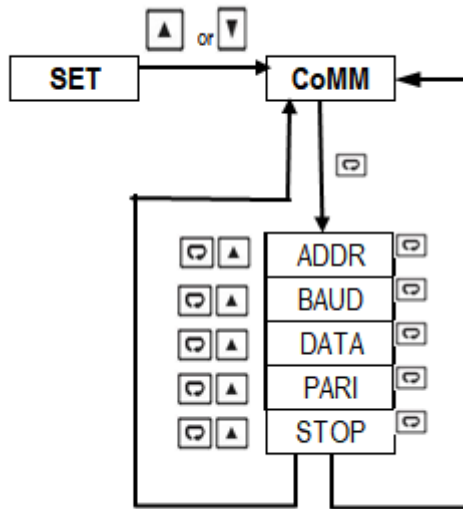 or
SET
CoMM
ADDR
BAUD
DATA
PARI
STOP